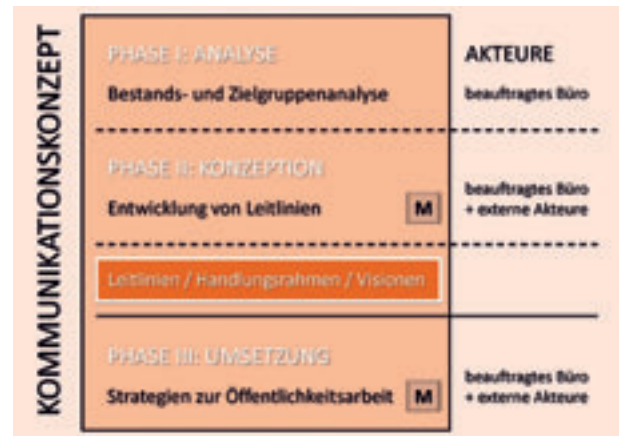 KOMMUNIKATIONSKONZEPT
PHASE I: ANALYSE
Bestands- und Zielgruppenanalyse
AKTEURE
beauftragtes Büro
PHASE II: KONZEPTION
Entwicklung von Leitlinien
M
beauftragtes Büro
+ externe Akteure
Leitlinien / Handlungsrahmen / Visionen
PHASE III: UMSETZUNG
Strategien zur Öffentlichkeitsarbeit
M
beauftragtes Büro
+ externe Akteure